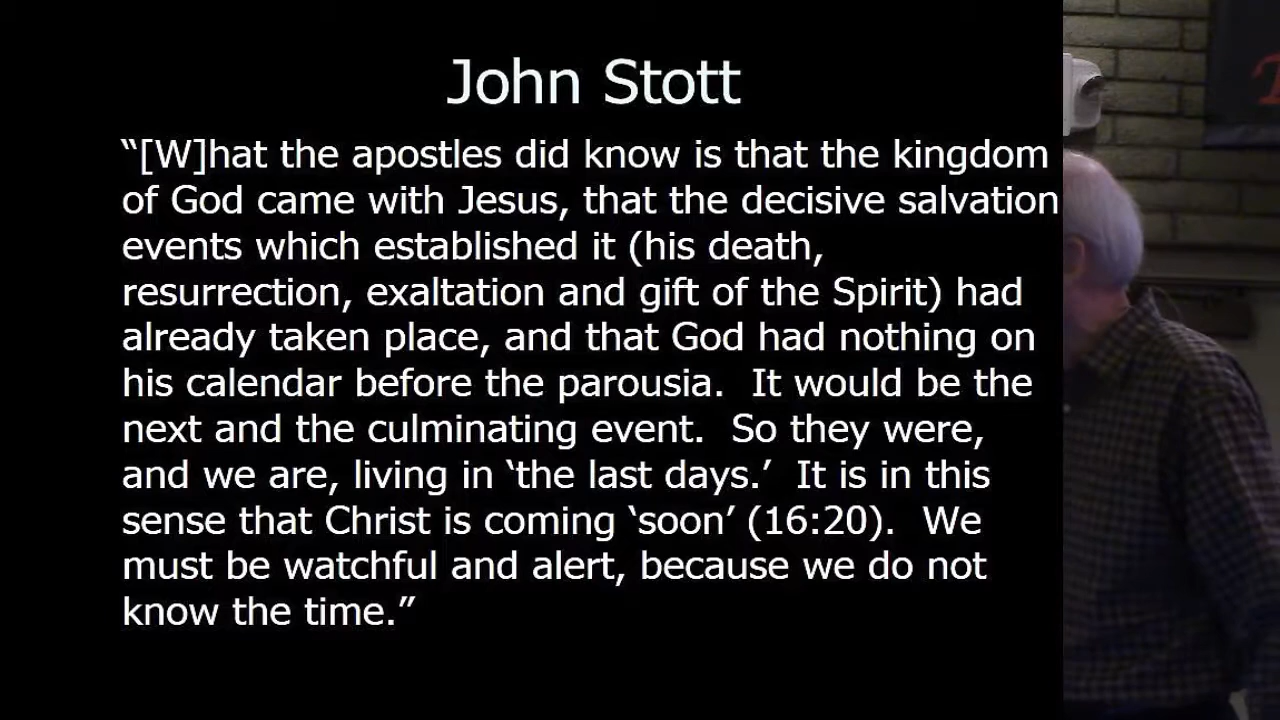 John Stott
“[W]hat the apostles did know is that the kingdom
of God came with Jesus, that the decisive salvation
events which established it (his death,
resurrection, exaltation and gift of the Spirit) had
already taken place, and that God had nothing on
his calendar before the parousia.  It would be the
next and the culminating event.  So they were,
and we are, living in ‘the last days.’  It is in this
sense that Christ is coming ‘soon’ (16:20).  We
must be watchful and alert, because we do not
know the time.”